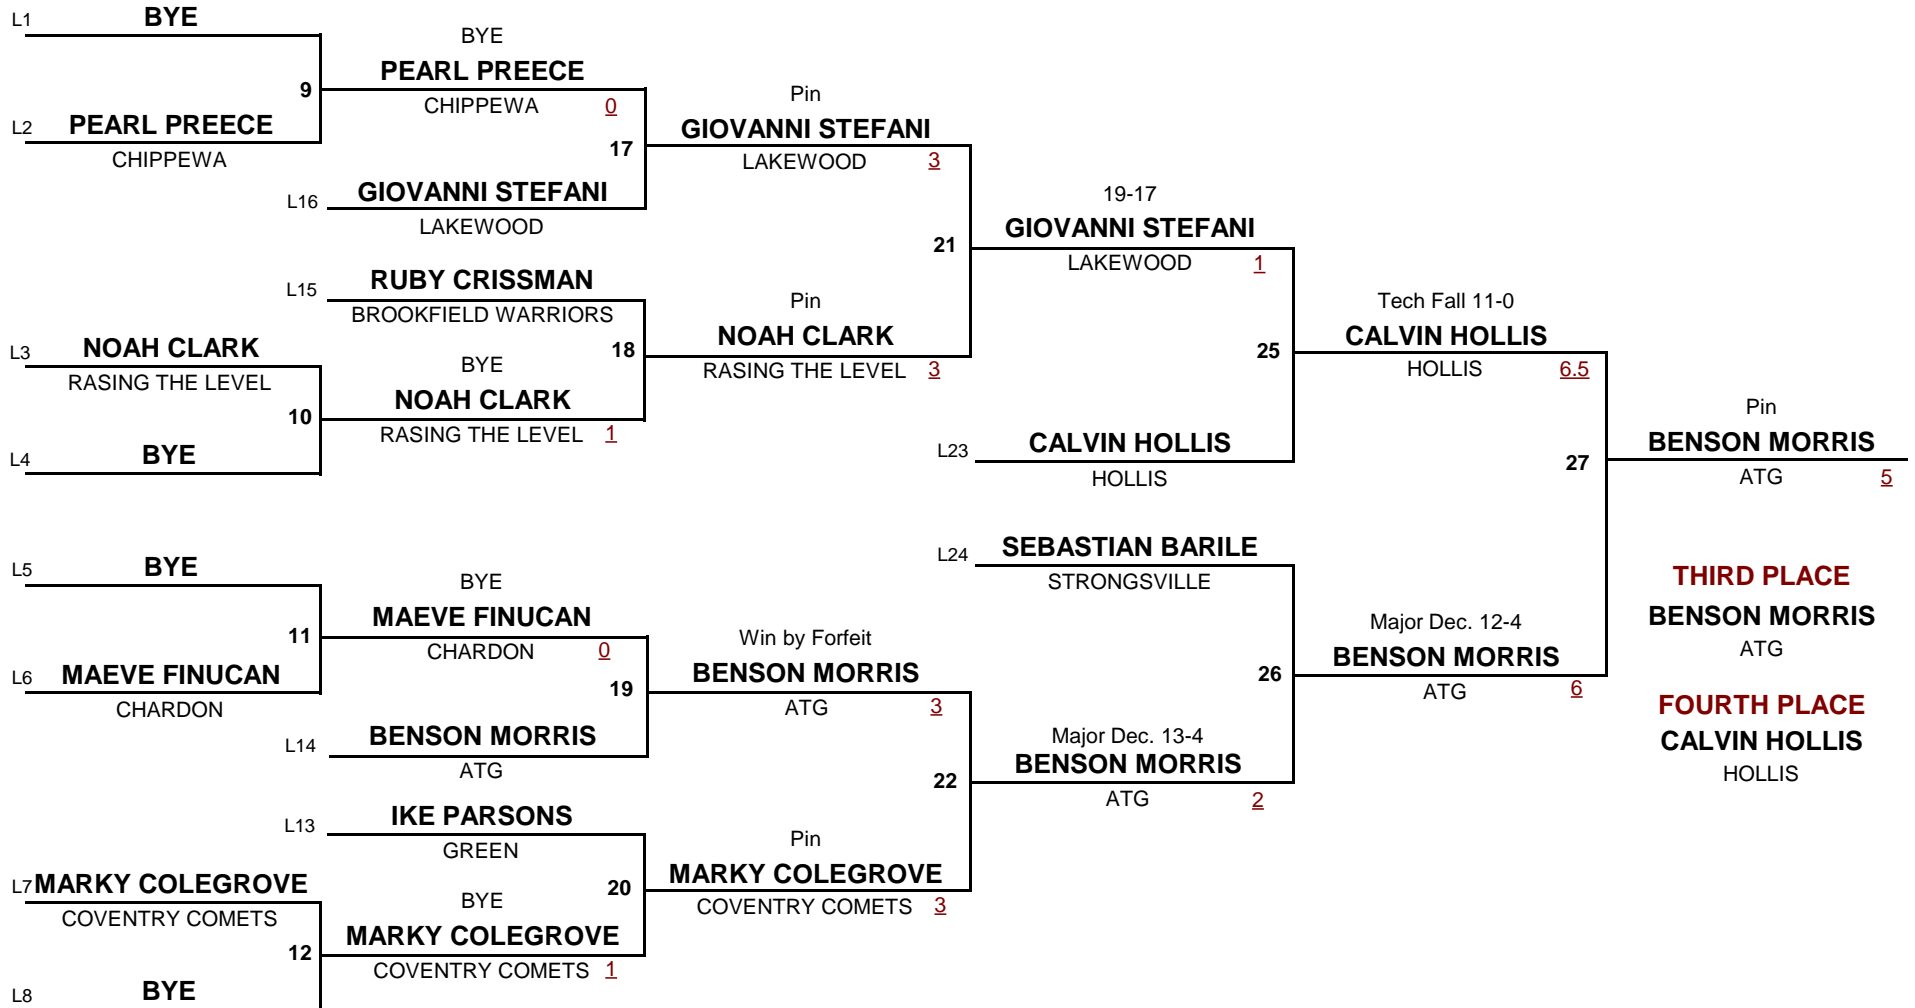 L1 BYE
BYE
9 PEARL PREECE
CHIPPEWA 0
L2 PEARL PREECE
CHIPPEWA
Pin
17 GIOVANNI STEFANI
LAKEWOOD 3
L16 GIOVANNI STEFANI
LAKEWOOD
19-17
21 GIOVANNI STEFANI
LAKEWOOD 1
L15 RUBY CRISSMAN
BROOKFIELD WARRIORS
Pin
18 NOAH CLARK
RASING THE LEVEL 3
L3 NOAH CLARK
RASING THE LEVEL
BYE
10 NOAH CLARK
RASING THE LEVEL 1
L4 BYE
Tech Fall 11-0
25 CALVIN HOLLIS
HOLLIS 6.5
L23 CALVIN HOLLIS
HOLLIS
Pin
27 BENSON MORRIS
ATG 5
L24 SEBASTIAN BARILE
STRONGSVILLE
L5 BYE
BYE
11 MAEVE FINUCAN
CHARDON 0
L6 MAEVE FINUCAN
CHARDON
Win by Forfeit
19 BENSON MORRIS
ATG 3
L14 BENSON MORRIS
ATG
Major Dec. 12-4
26 BENSON MORRIS
ATG 6
Major Dec. 13-4
22 BENSON MORRIS
ATG 2
L13 IKE PARSONS
GREEN
Pin
20 MARKY COLEGROVE
COVENTRY COMETS 3
L7 MARKY COLEGROVE
COVENTRY COMETS
BYE
12 MARKY COLEGROVE
COVENTRY COMETS 1
L8 BYE
THIRD PLACE
BENSON MORRIS
ATG
FOURTH PLACE
CALVIN HOLLIS
HOLLIS